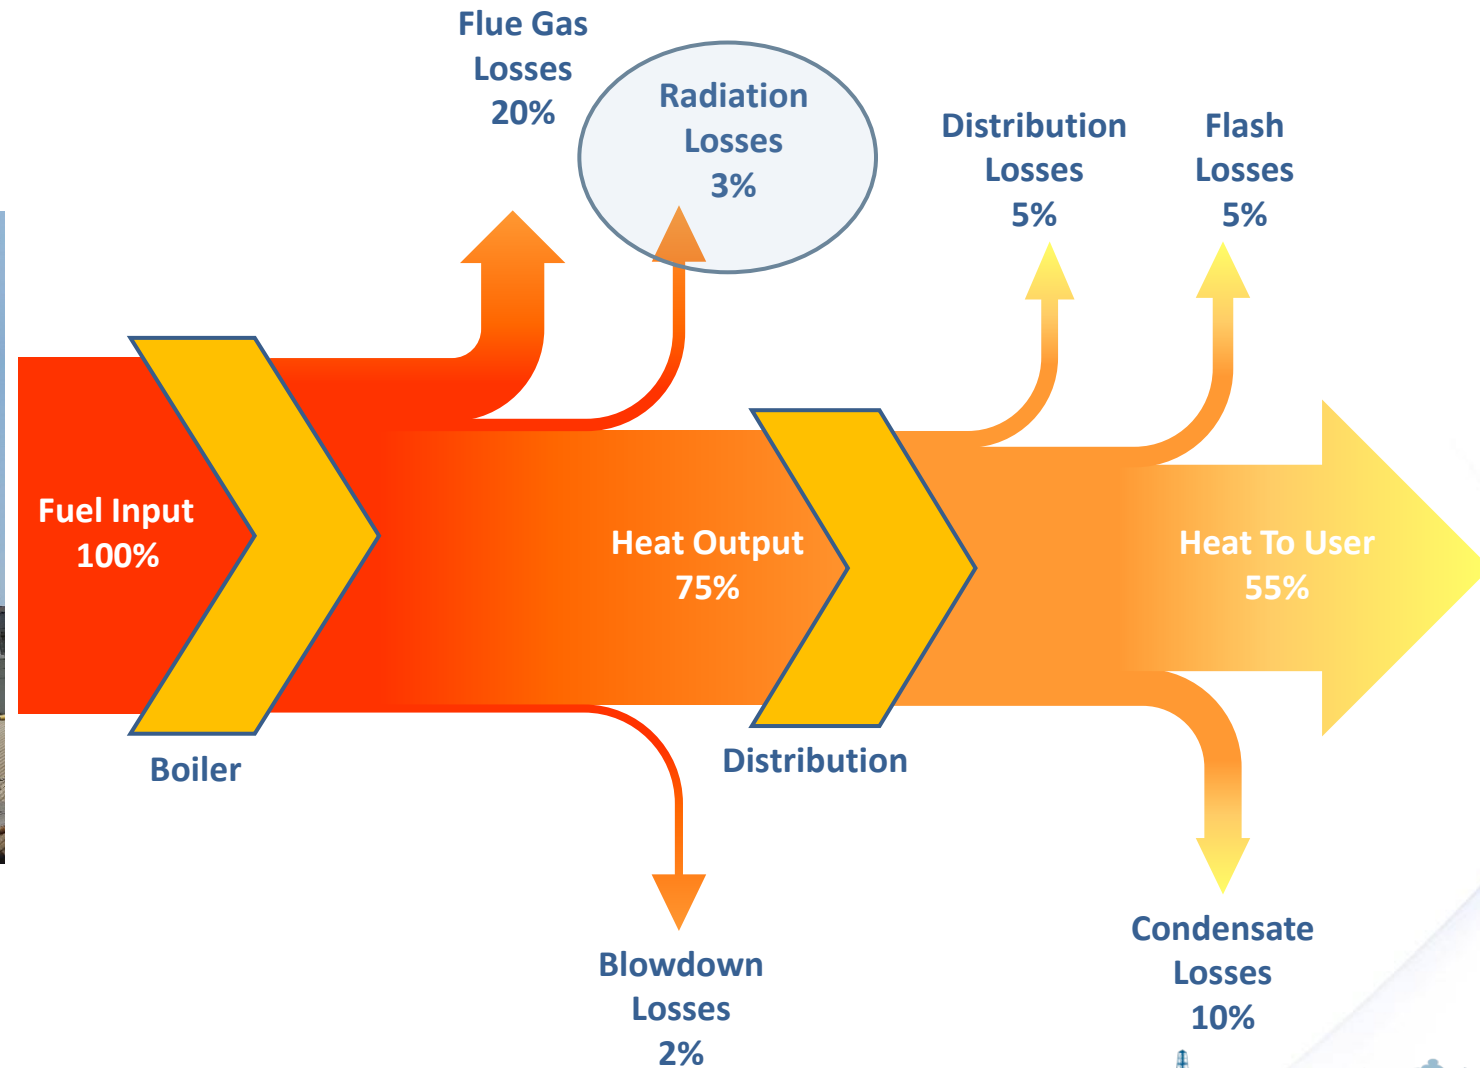 Flue Gas
Losses
20%
Radiation
Losses
3%
Distribution
Losses
5%
Flash
Losses
5%
Fuel Input
100%
Heat Output
75%
Heat To User
55%
Boiler
Distribution
Blowdown
Losses
2%
Condensate
Losses
10%